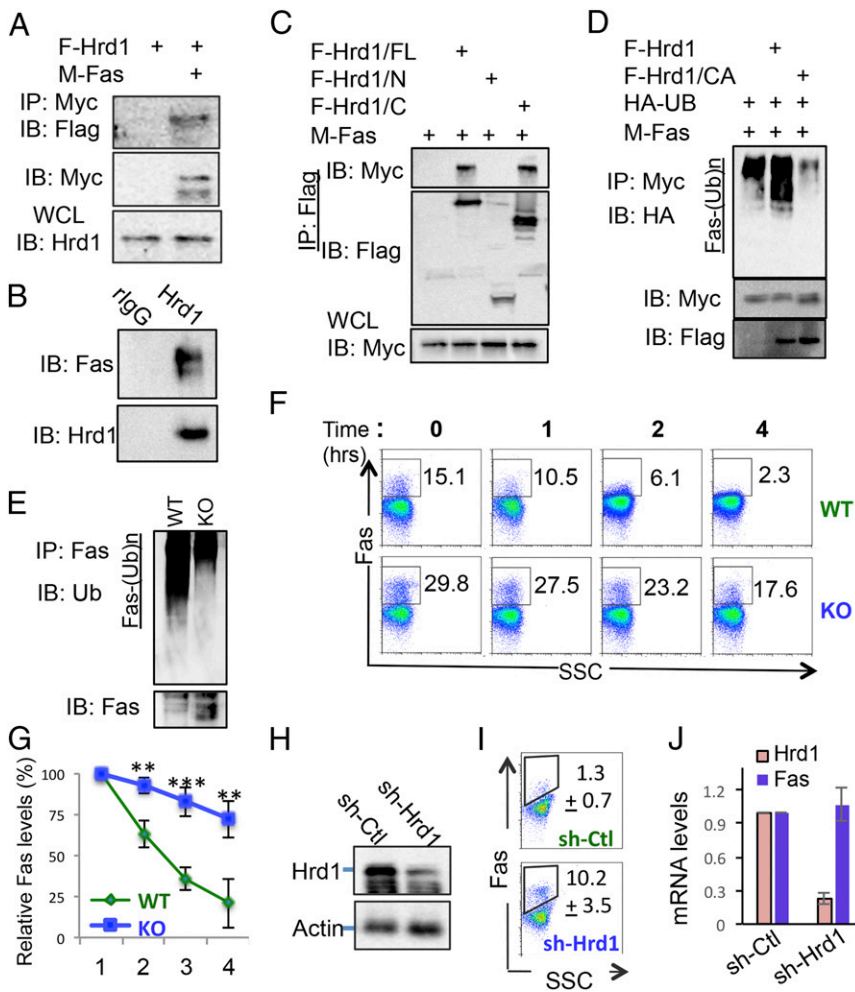 A
F-Hrd1 + +
M-Fas +
IP: Myc
IB: Flag
IB: Myc
WCL
IB: Hrd1
B
rIgG Hrd1
IB: Fas
IB: Hrd1
C
F-Hrd1/FL +
F-Hrd1/N +
F-Hrd1/C +
M-Fas + + + +
IP: Flag
IB: Myc
IB: Flag
WCL
IB: Myc
D
F-Hrd1 +
F-Hrd1/CA +
HA-UB + + +
M-Fas + + +
IP: Myc
IB: HA
Fas-(Ub)n
IB: Myc
IB: Flag
E
WT KO
IP: Fas
IB: Ub
Fas-(Ub)n
IB: Fas
F
Time : 0 1 2 4
(hrs)
Fas
15.1 10.5 6.1 2.3
WT
29.8 27.5 23.2 17.6
KO
SSC
G
Relative Fas levels (%)
100
75
50
25
0
** *** **
WT
KO
1 2 3 4
H
sh-Ctl sh-Hrd1
Hrd1
Actin
I
Fas
1.3
± 0.7
sh-Ctl
10.2
± 3.5
sh-Hrd1
SSC
J
Hrd1
Fas
mRNA levels
1.2
0.9
0.6
0.3
0
sh-Ctl sh-Hrd1